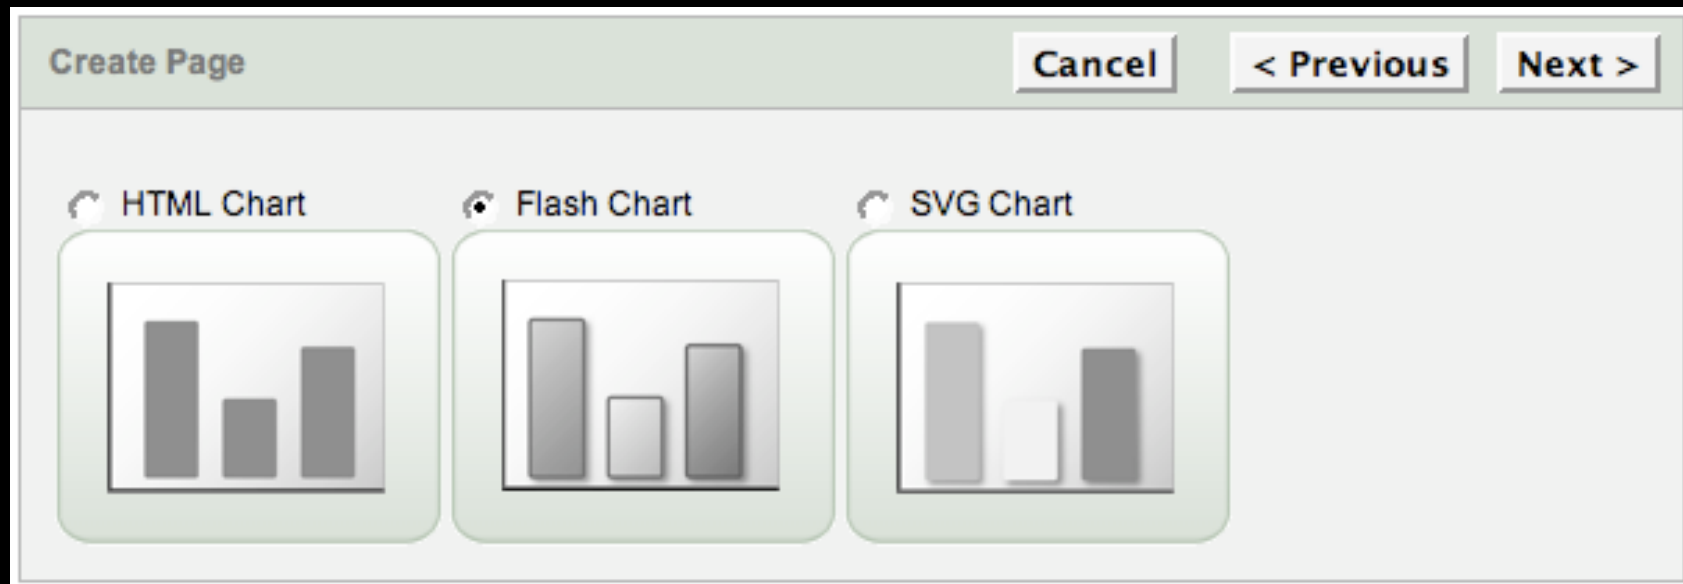 Create Page Cancel < Previous Next >
HTML Chart Flash Chart SVG Chart